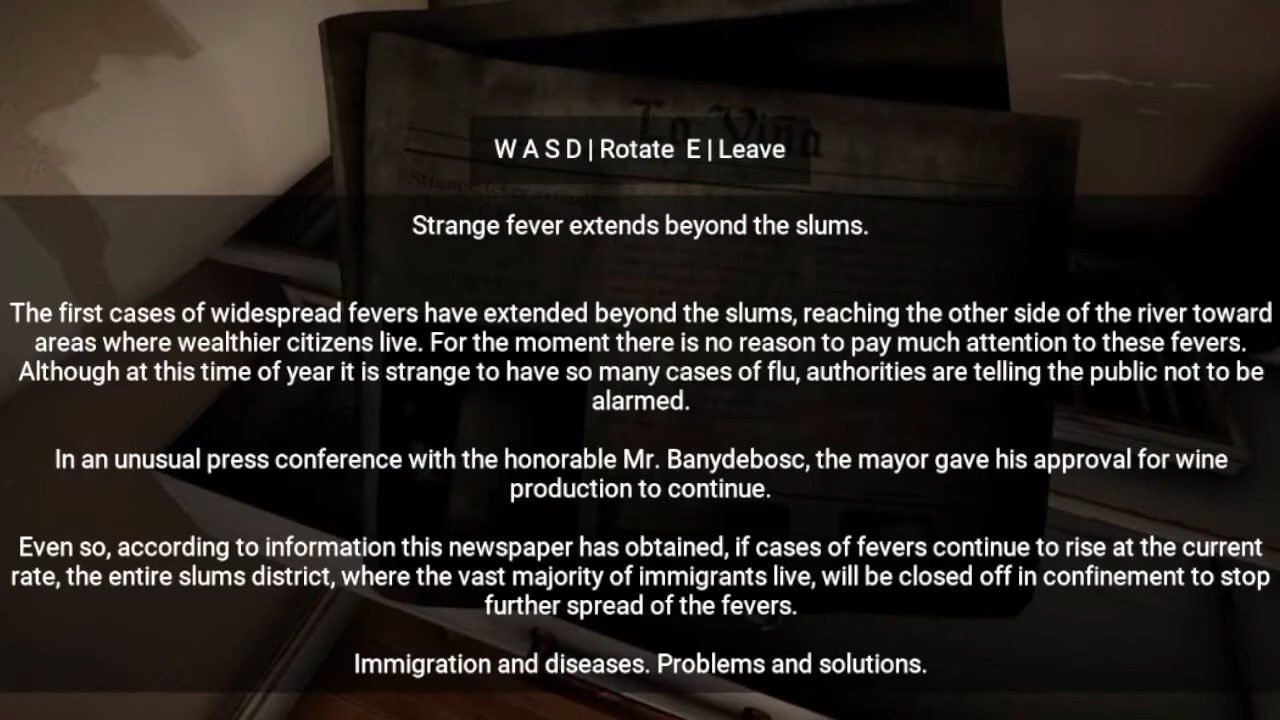 La Viña
W A S D | Rotate E | Leave
Strange fever extends beyond the slums.
The first cases of widespread fevers have extended beyond the slums, reaching the other side of the river toward
areas where wealthier citizens live. For the moment there is no reason to pay much attention to these fevers.
Although at this time of year it is strange to have so many cases of flu, authorities are telling the public not to be
alarmed.
In an unusual press conference with the honorable Mr. Banydebosc, the mayor gave his approval for wine
production to continue.
Even so, according to information this newspaper has obtained, if cases of fevers continue to rise at the current
rate, the entire slums district, where the vast majority of immigrants live, will be closed off in confinement to stop
further spread of the fevers.
Immigration and diseases. Problems and solutions.